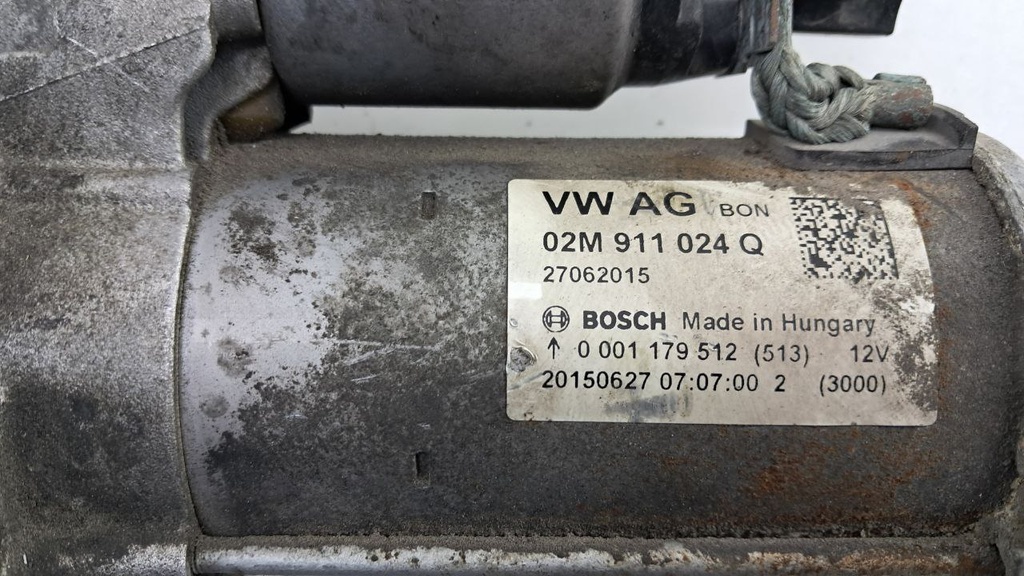 VW AG BON
02M 911 024 Q
27062015
BOSCH Made in Hungary
↑ 0 001 179 512 (513) 12V
20150627 07:07:00 2 (3000)